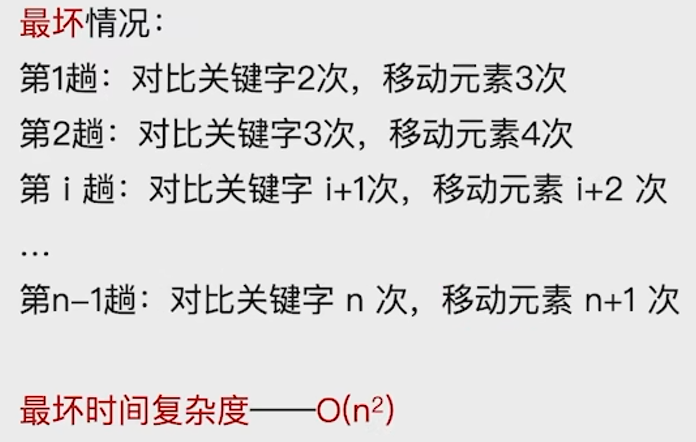 最坏情况：
第1趟：对比关键字2次，移动元素3次
第2趟：对比关键字3次，移动元素4次
第 i 趟：对比关键字 i+1次，移动元素 i+2 次
…
第n-1趟：对比关键字 n 次，移动元素 n+1 次
最坏时间复杂度——O(n²)